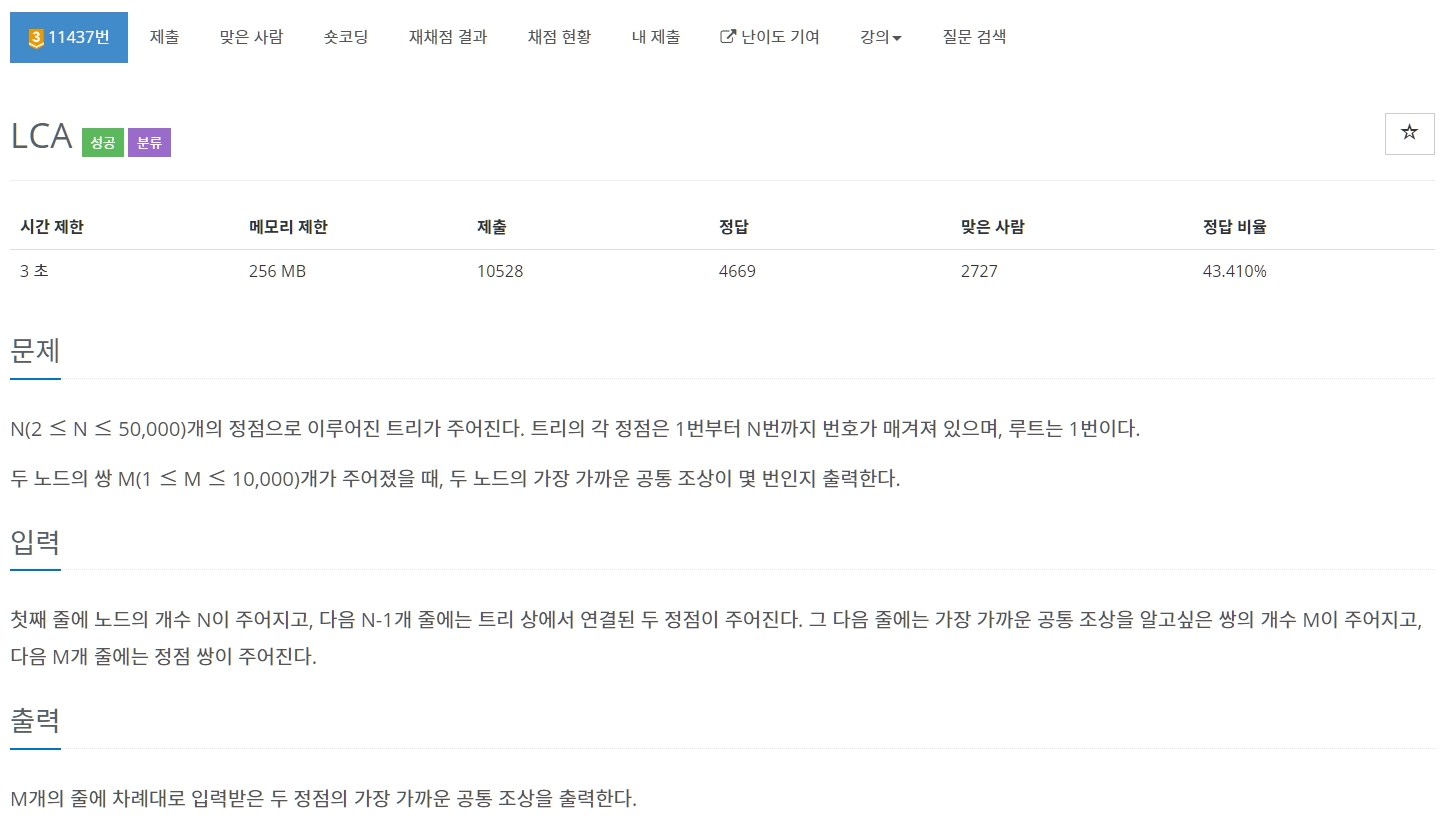 3 11437번 제출 맞은 사람 숏코딩 재채점 결과 채점 현황 내 제출 난이도 기여 강의 질문 검색
LCA 성공 분류
시간 제한 메모리 제한 제출 정답 맞은 사람 정답 비율
3 초 256 MB 10528 4669 2727 43.410%
문제
N(2 ≤ N ≤ 50,000)개의 정점으로 이루어진 트리가 주어진다. 트리의 각 정점은 1번부터 N번까지 번호가 매겨져 있으며, 루트는 1번이다.
두 노드의 쌍 M(1 ≤ M ≤ 10,000)개가 주어졌을 때, 두 노드의 가장 가까운 공통 조상이 몇 번인지 출력한다.
입력
첫째 줄에 노드의 개수 N이 주어지고, 다음 N-1개 줄에는 트리 상에서 연결된 두 정점이 주어진다. 그 다음 줄에는 가장 가까운 공통 조상을 알고싶은 쌍의 개수 M이 주어지고,
다음 M개 줄에는 정점 쌍이 주어진다.
출력
M개의 줄에 차례대로 입력받은 두 정점의 가장 가까운 공통 조상을 출력한다.